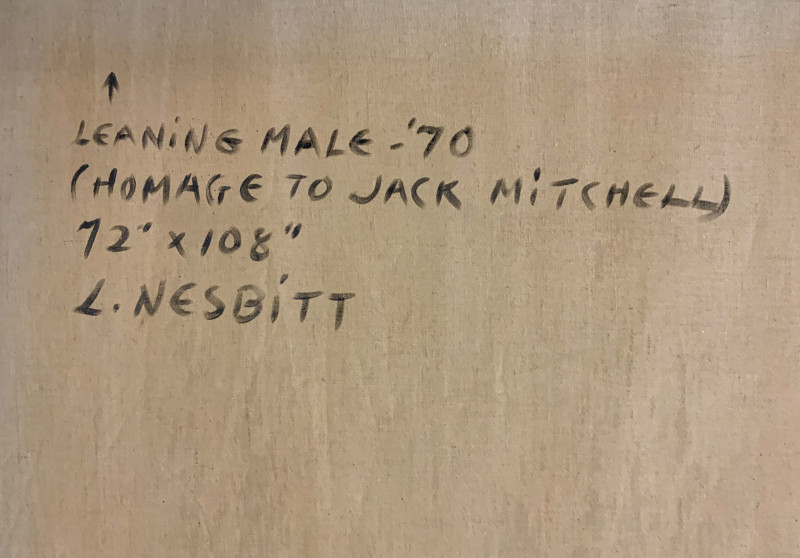 ↑
LEANiNG MALE - '70
(HOMAGE TO JACK MiTCHELL)
72" x 108"
L. NESBiTT